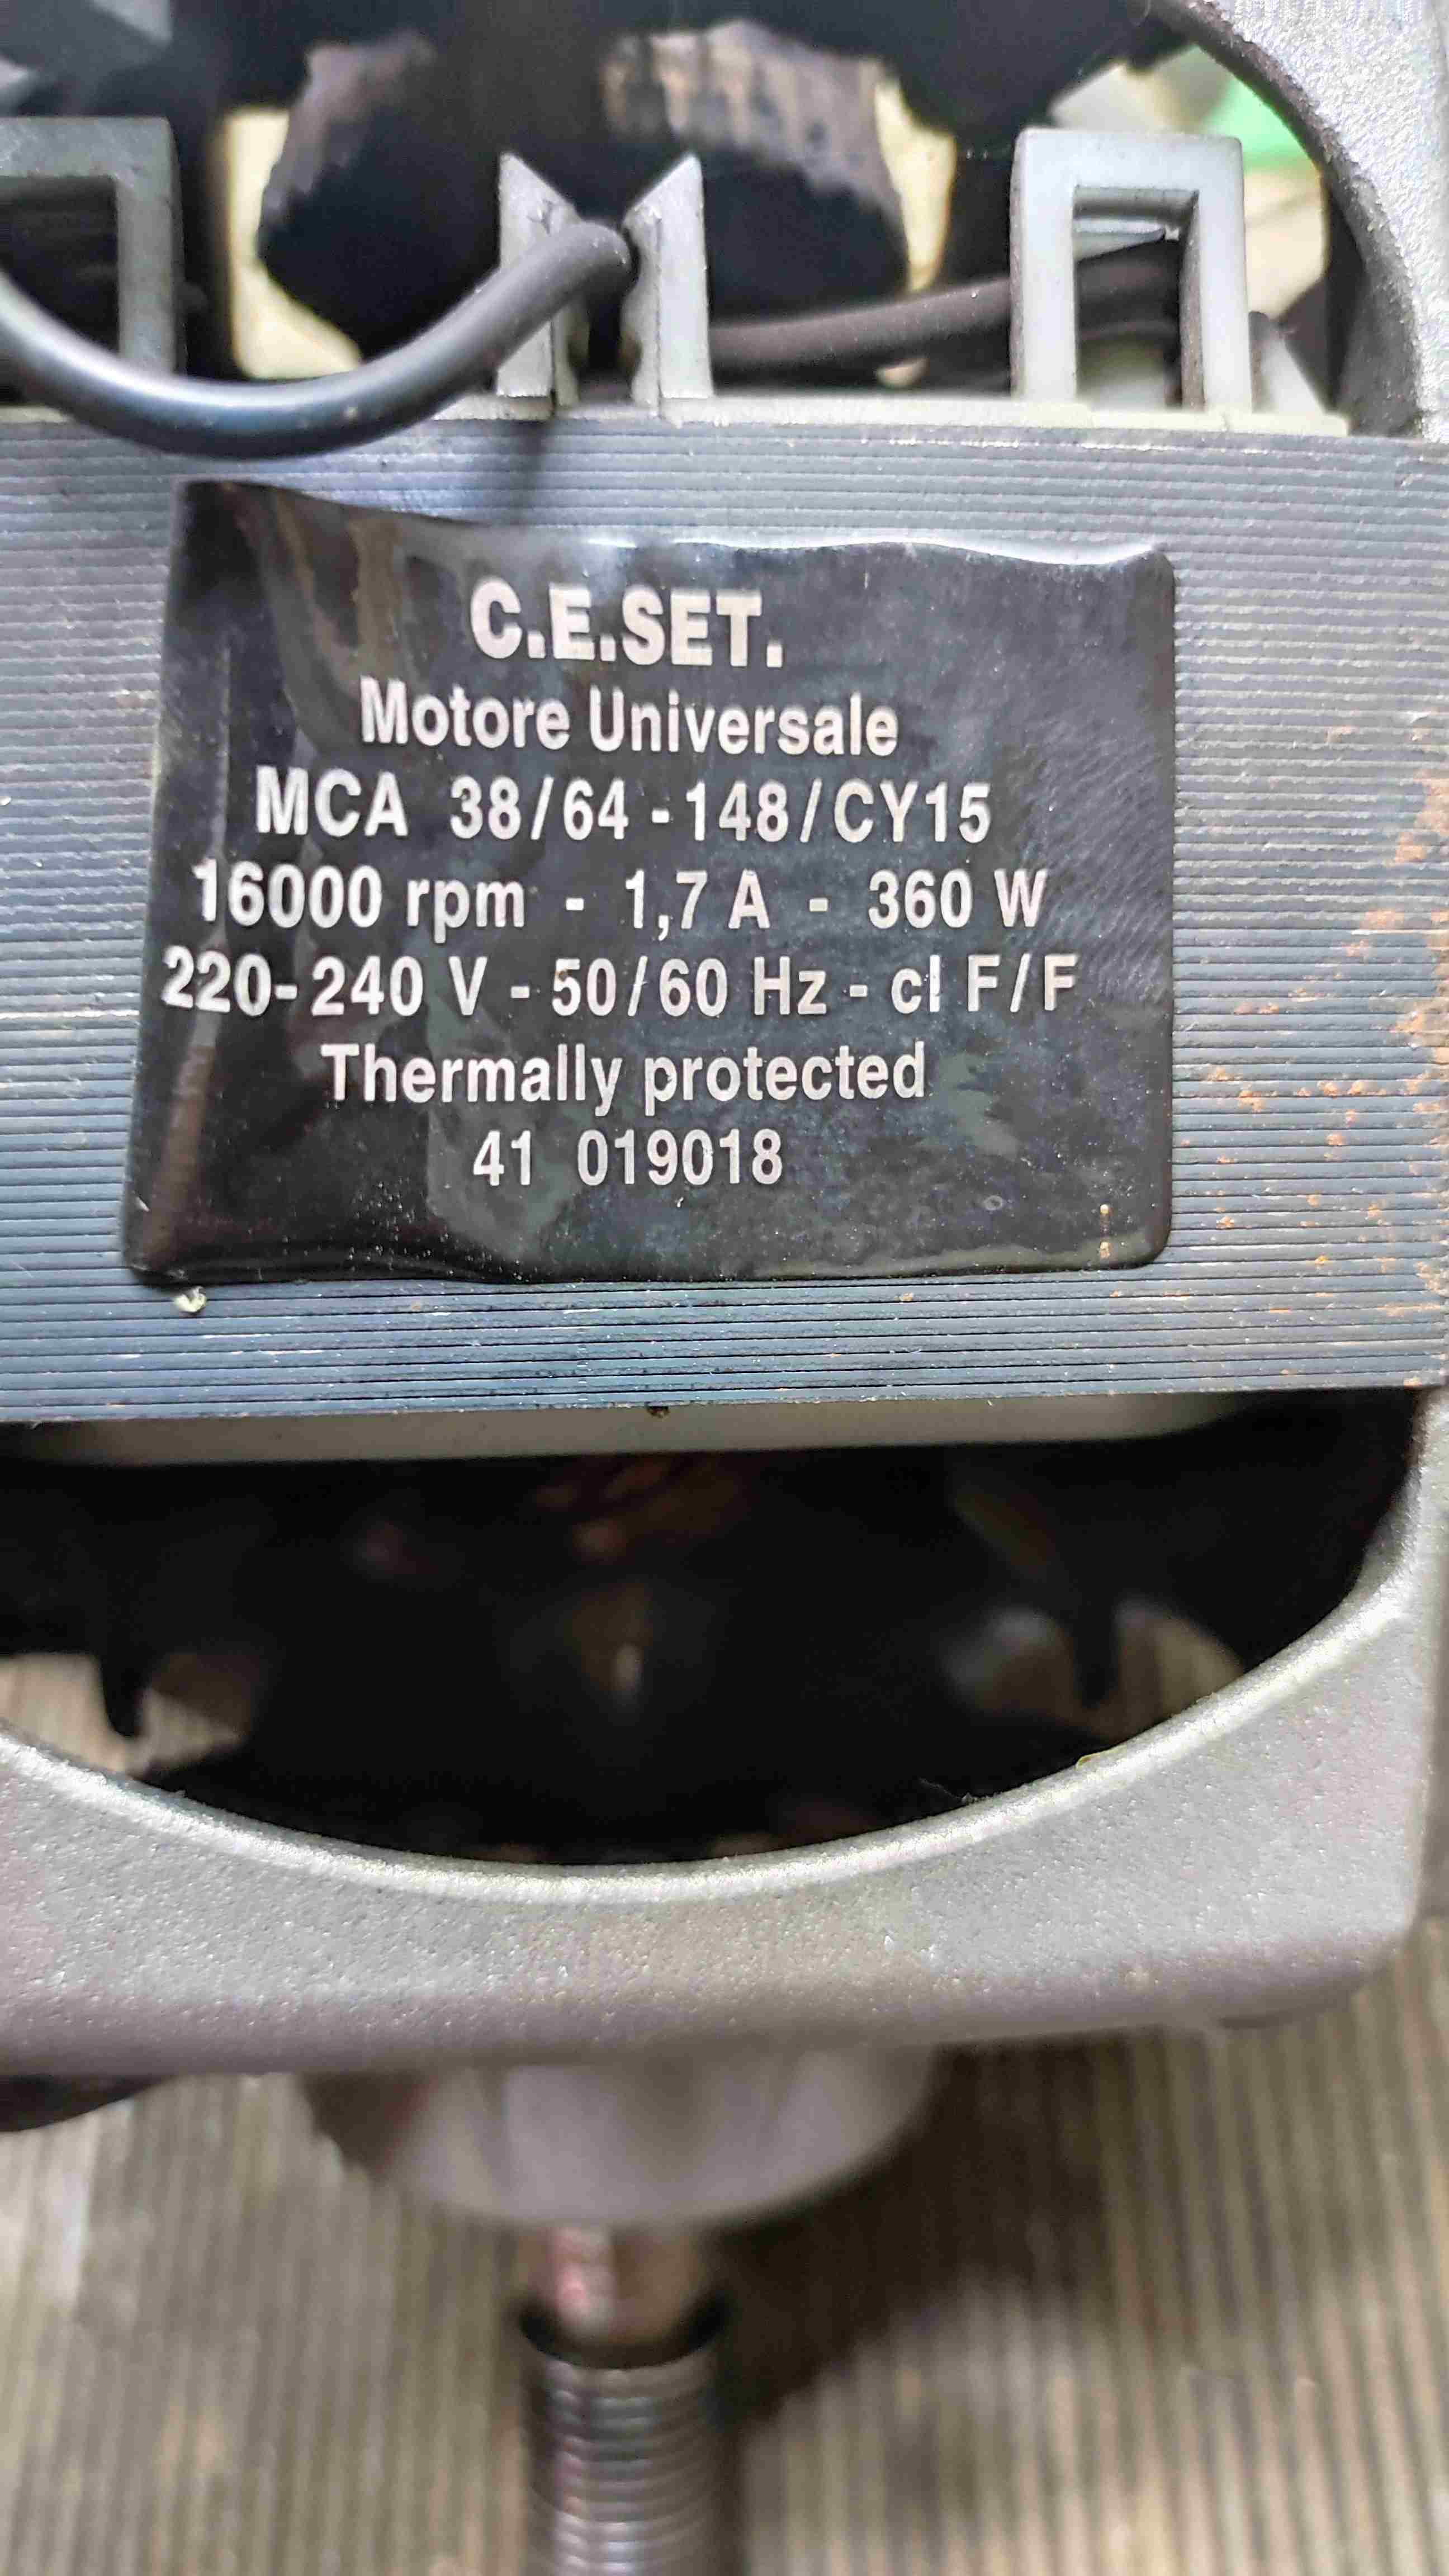 C.E.SET.
Motore Universale
MCA 38/64 - 148/CY15
16000 rpm - 1,7 A - 360 W
220-240 V - 50/60 Hz - cl F/F
Thermally protected
41 019018